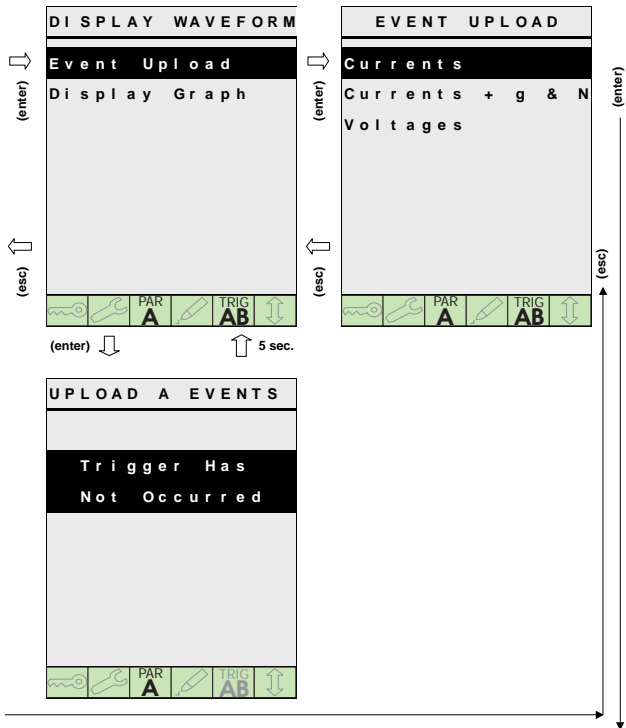 DISPLAY WAVEFORM
Event Upload
Display Graph
(enter)
(esc)
PAR
A
TRIG
AB
(enter)
5 sec.
EVENT UPLOAD
Currents
Currents + g & N
Voltages
(enter)
(esc)
PAR
A
TRIG
AB
(enter)
(esc)
UPLOAD A EVENTS
Trigger Has
Not Occurred
PAR
A
TRIG
AB